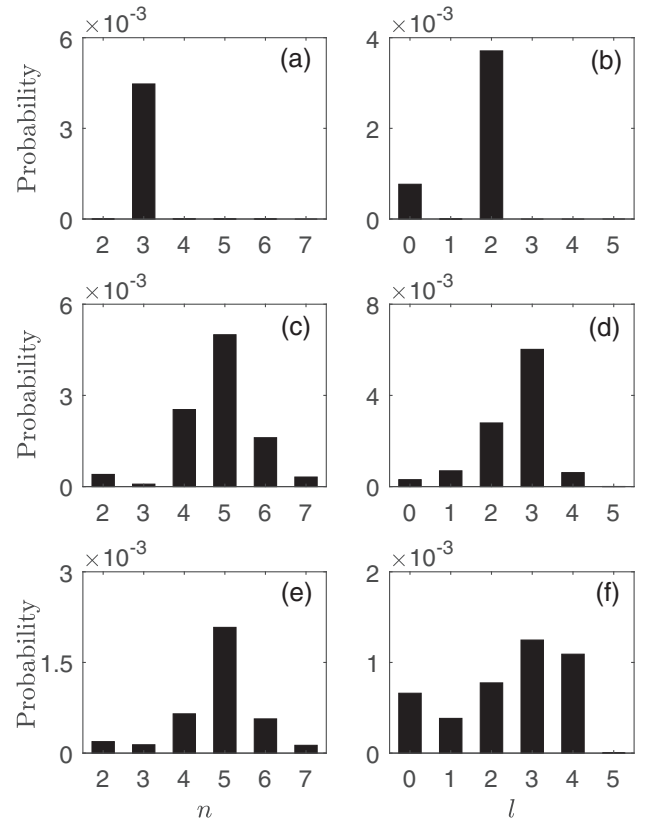 ×10⁻³ ×10⁻³
6 (a) 4 (b)
Probability
3 2
0 0
2 3 4 5 6 7 0 1 2 3 4 5
×10⁻³ ×10⁻³
6 (c) 8 (d)
Probability
3 4
0 0
2 3 4 5 6 7 0 1 2 3 4 5
×10⁻³ ×10⁻³
3 (e) 2 (f)
Probability
1.5 1
0 0
2 3 4 5 6 7 0 1 2 3 4 5
n l